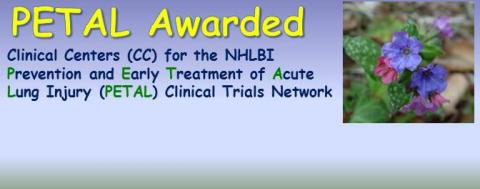 PETAL Awarded
Clinical Centers (CC) for the NHLBI
Prevention and Early Treatment of Acute
Lung Injury (PETAL) Clinical Trials Network